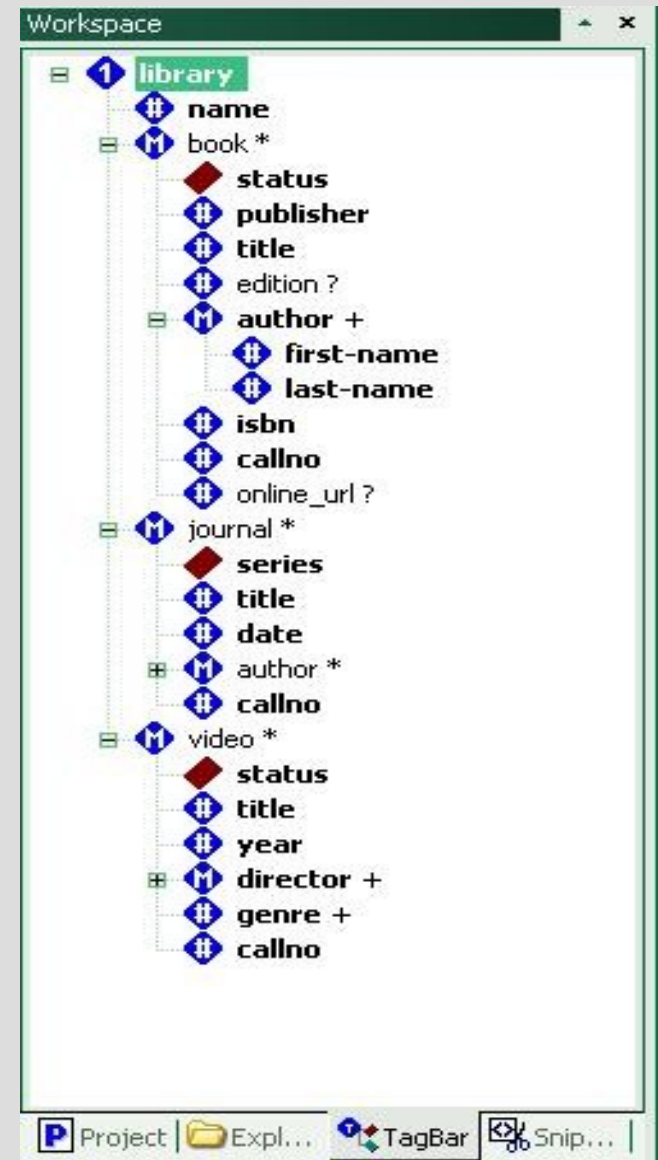 Workspace
1 library
# name
M book *
status
# publisher
# title
# edition ?
M author +
# first-name
# last-name
# isbn
# callno
# online_url ?
M journal *
series
# title
# date
M author *
# callno
M video *
status
# title
# year
M director +
# genre +
# callno
P Project Expl... TagBar Snip...